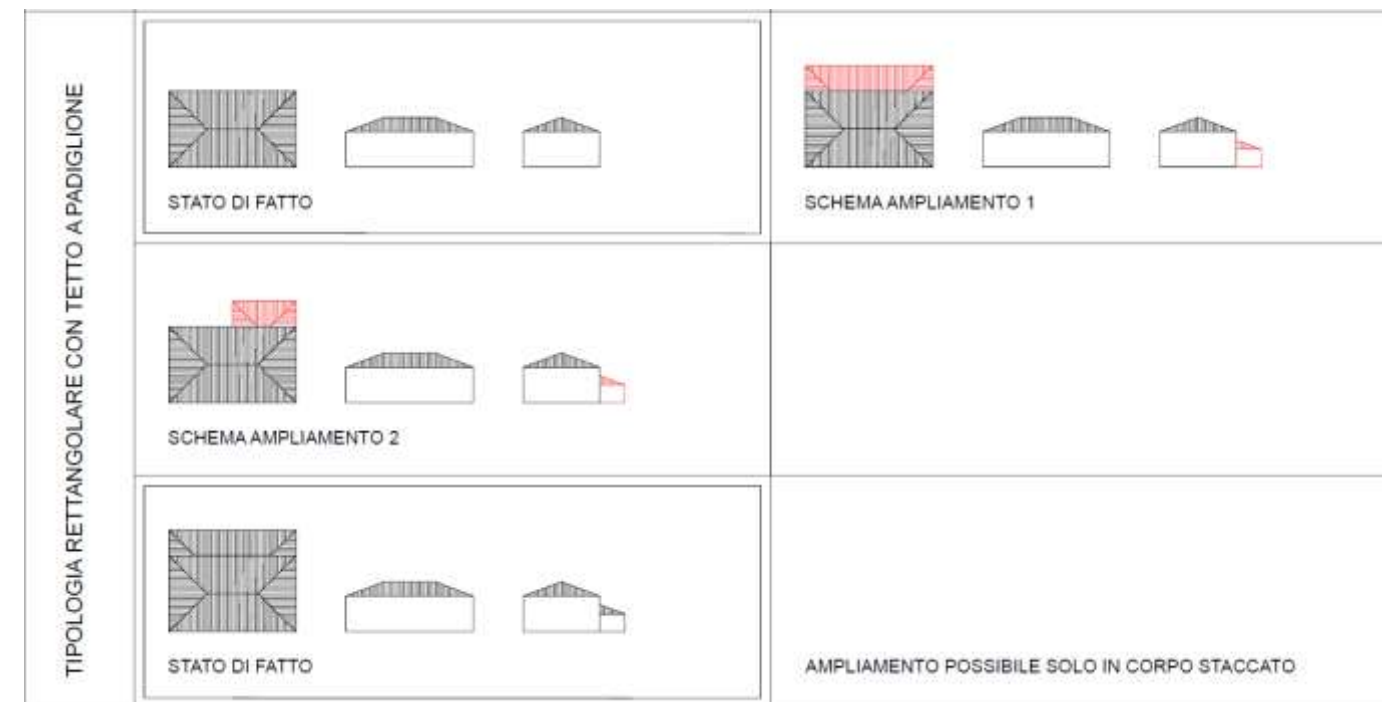 TIPOLOGIA RETTANGOLARE CON TETTO A PADIGLIONE
STATO DI FATTO
SCHEMA AMPLIAMENTO 1
SCHEMA AMPLIAMENTO 2
STATO DI FATTO
AMPLIAMENTO POSSIBILE SOLO IN CORPO STACCATO